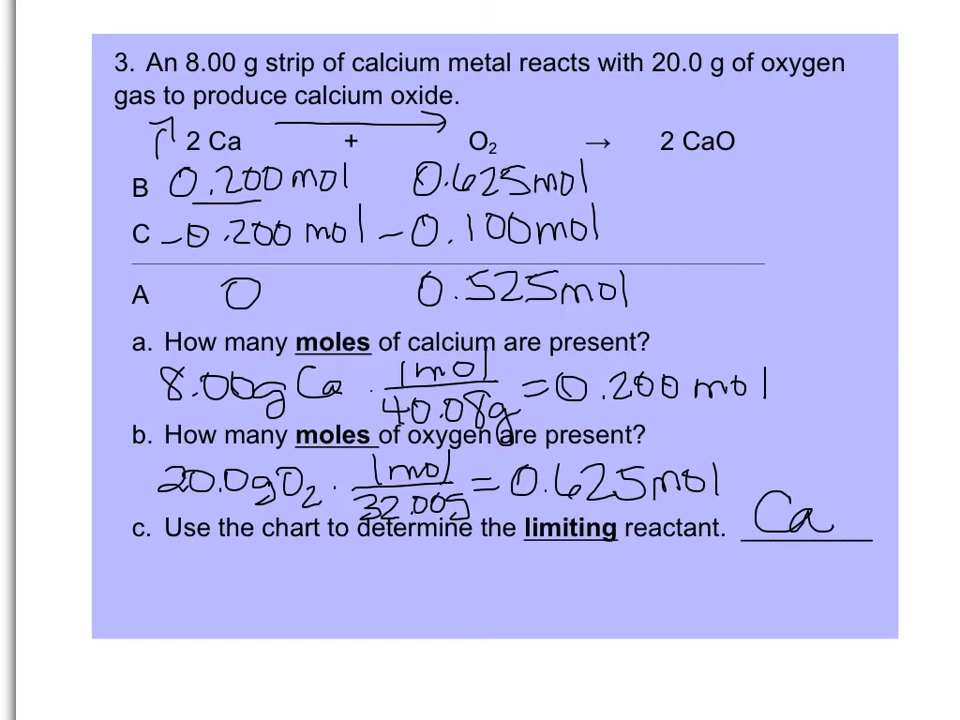 3. An 8.00 g strip of calcium metal reacts with 20.0 g of oxygen
gas to produce calcium oxide.
2 Ca + O₂ → 2 CaO
B 0.200 mol 0.625 mol
C -0.200 mol -0.100 mol
A 0 0.525 mol
a. How many moles of calcium are present?
8.00g Ca · 1 mol / 40.08g = 0.200 mol
b. How many moles of oxygen are present?
20.0g O₂ · 1 mol / 32.00g = 0.625 mol
c. Use the chart to determine the limiting reactant. Ca